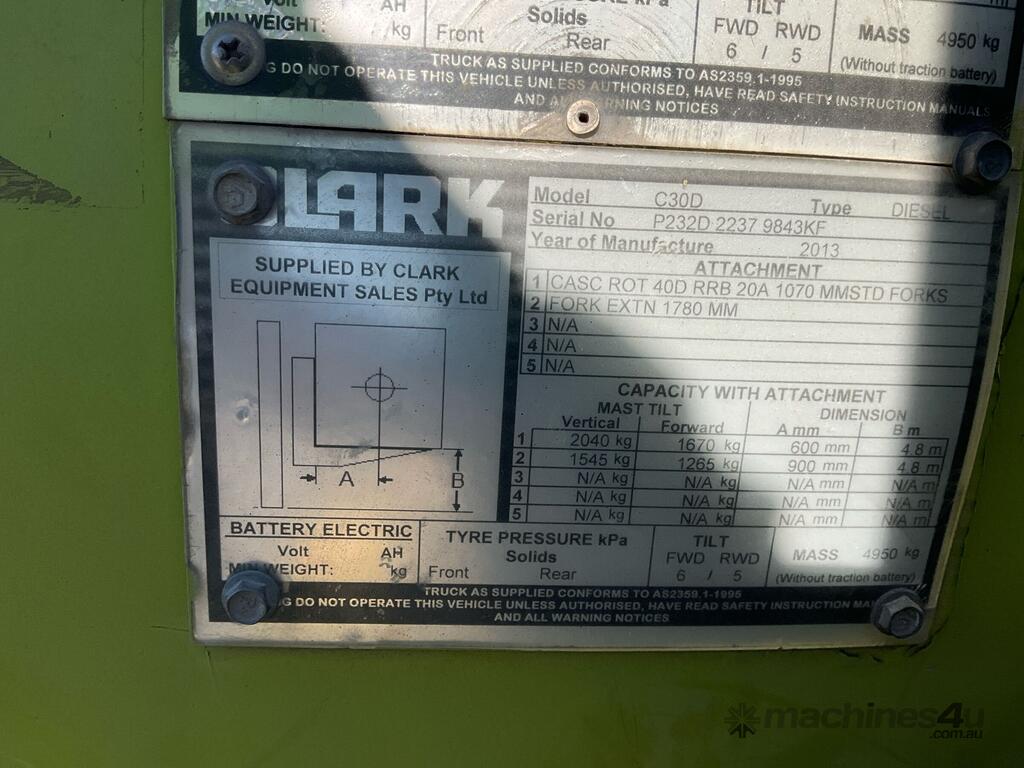 Volt AH
MIN WEIGHT: kg
Front Rear
Solids
TILT
FWD RWD
6 / 5
MASS 4950 kg
(Without traction battery)
TRUCK AS SUPPLIED CONFORMS TO AS2359.1-1995
DO NOT OPERATE THIS VEHICLE UNLESS AUTHORISED, HAVE READ SAFETY INSTRUCTION MANUALS
AND ALL WARNING NOTICES
CLARK
SUPPLIED BY CLARK
EQUIPMENT SALES Pty Ltd
A
B
Model C30D Type DIESEL
Serial No P232D 2237 9843KF
Year of Manufacture 2013
ATTACHMENT
1 CASC ROT 40D RRB 20A 1070 MMSTD FORKS
2 FORK EXTN 1780 MM
3 N/A
4 N/A
5 N/A
CAPACITY WITH ATTACHMENT
MAST TILT DIMENSION
Vertical Forward A mm B m
1 2040 kg 1670 kg 600 mm 4.8 m
2 1545 kg 1265 kg 900 mm 4.8 m
3 N/A kg N/A kg N/A mm N/A m
4 N/A kg N/A kg N/A mm N/A m
5 N/A kg N/A kg N/A mm N/A m
BATTERY ELECTRIC
Volt AH
MIN WEIGHT: kg
TYRE PRESSURE kPa
Solids
Front Rear
TILT
FWD RWD
6 / 5
MASS 4950 kg
(Without traction battery)
TRUCK AS SUPPLIED CONFORMS TO AS2359.1-1995
DO NOT OPERATE THIS VEHICLE UNLESS AUTHORISED, HAVE READ SAFETY INSTRUCTION
AND ALL WARNING NOTICES
machines4u
.com.au